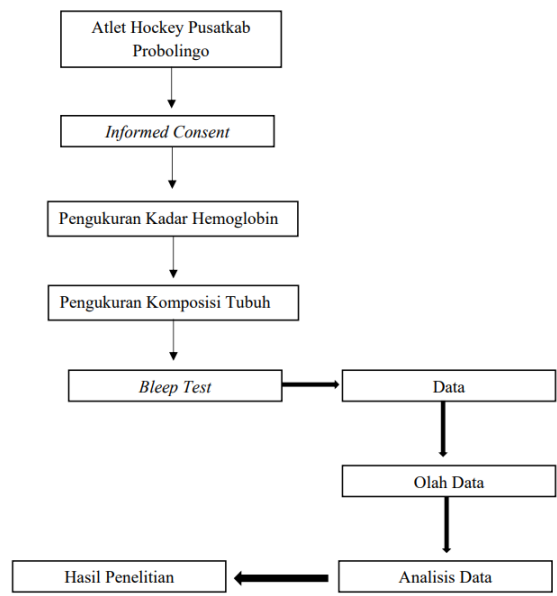 Atlet Hockey Pusatkab
Probolingo
Informed Consent
Pengukuran Kadar Hemoglobin
Pengukuran Komposisi Tubuh
Bleep Test
Data
Olah Data
Analisis Data
Hasil Penelitian